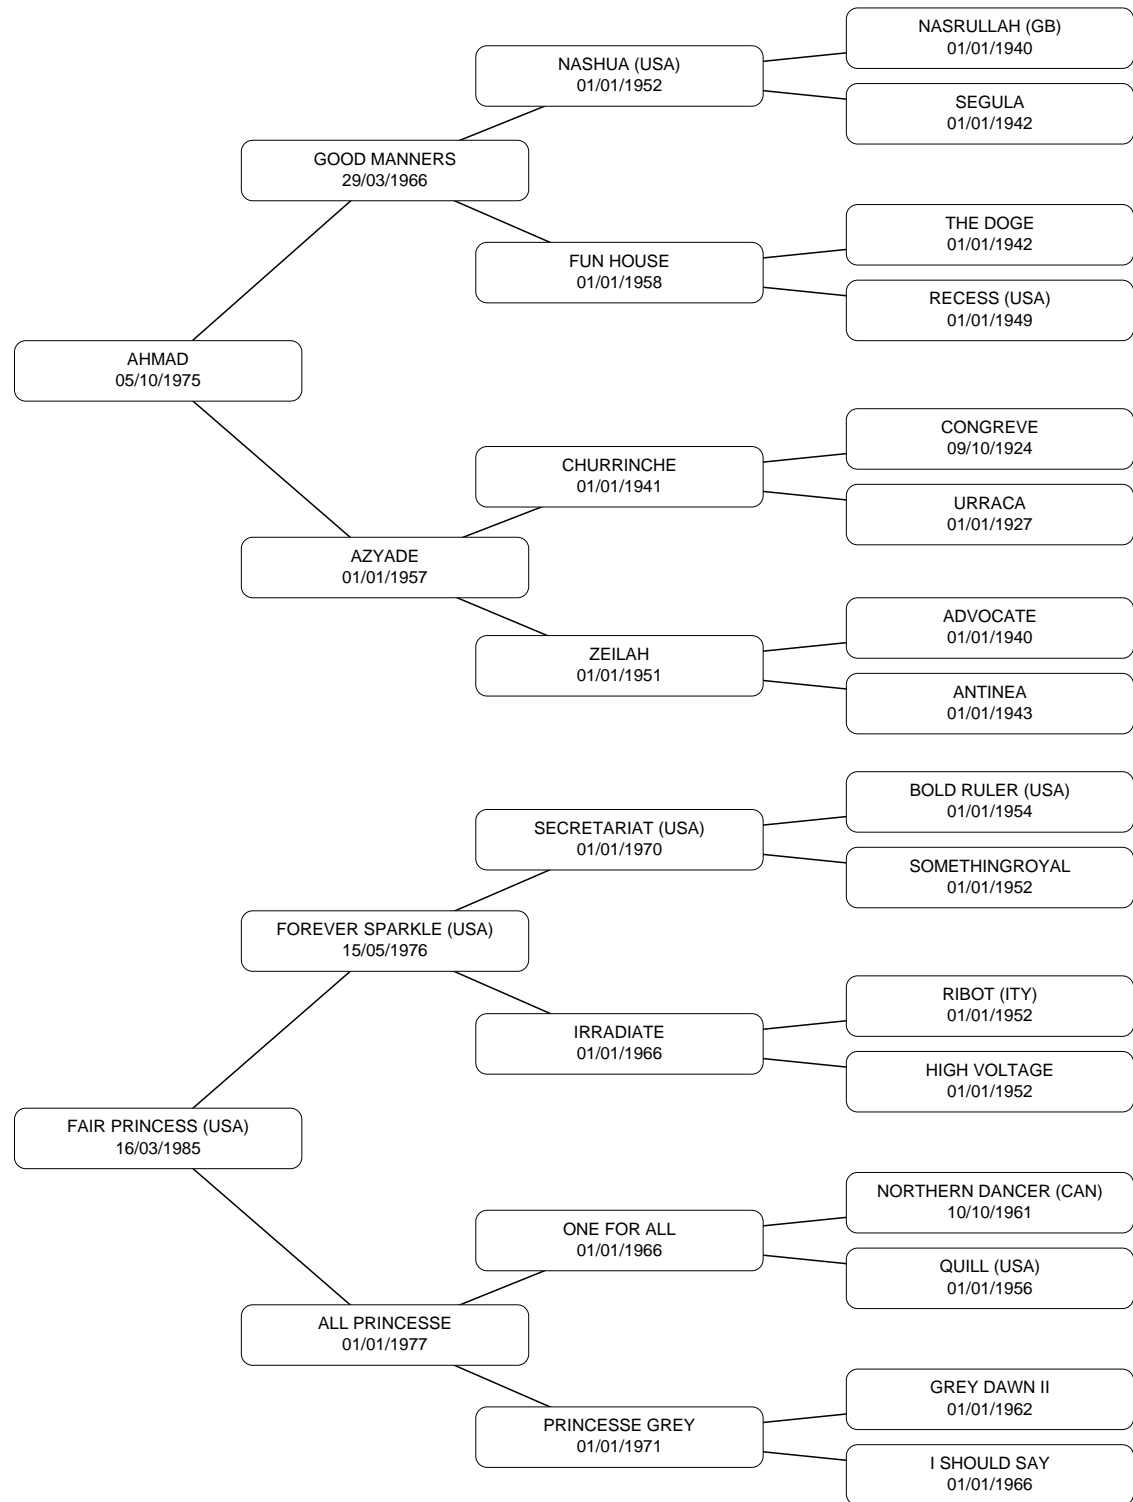 NASRULLAH (GB)
01/01/1940
NASHUA (USA)
01/01/1952
SEGULA
01/01/1942
GOOD MANNERS
29/03/1966
THE DOGE
01/01/1942
FUN HOUSE
01/01/1958
RECESS (USA)
01/01/1949
AHMAD
05/10/1975
CONGREVE
09/10/1924
CHURRINCHE
01/01/1941
URRACA
01/01/1927
AZYADE
01/01/1957
ADVOCATE
01/01/1940
ZEILAH
01/01/1951
ANTINEA
01/01/1943
BOLD RULER (USA)
01/01/1954
SECRETARIAT (USA)
01/01/1970
SOMETHINGROYAL
01/01/1952
FOREVER SPARKLE (USA)
15/05/1976
RIBOT (ITY)
01/01/1952
IRRADIATE
01/01/1966
HIGH VOLTAGE
01/01/1952
FAIR PRINCESS (USA)
16/03/1985
NORTHERN DANCER (CAN)
10/10/1961
ONE FOR ALL
01/01/1966
QUILL (USA)
01/01/1956
ALL PRINCESSE
01/01/1977
GREY DAWN II
01/01/1962
PRINCESSE GREY
01/01/1971
I SHOULD SAY
01/01/1966